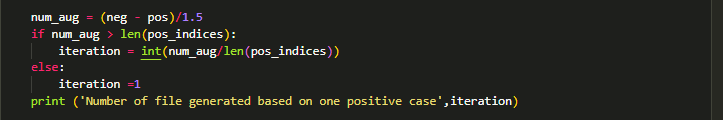 num_aug = (neg - pos)/1.5
if num_aug > len(pos_indices):
    iteration = int(num_aug/len(pos_indices))
else:
    iteration =1
print ('Number of file generated based on one positive case',iteration)